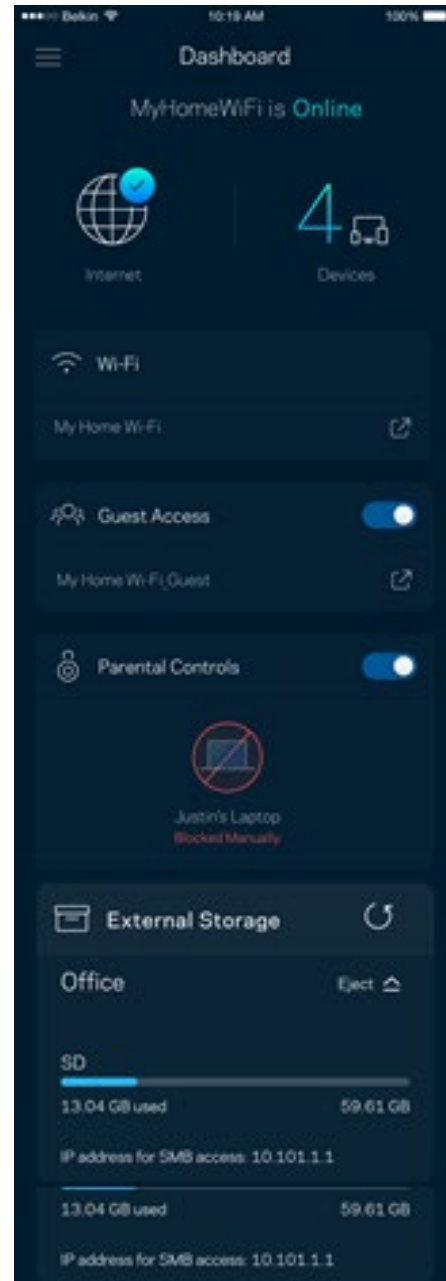 Belkin 10:19 AM 100%
Dashboard
MyHomeWiFi is Online
4
Internet Devices
Wi-Fi
My Home Wi-Fi
Guest Access
My Home Wi-Fi_Guest
Parental Controls
Justin's Laptop
Blocked Manually
External Storage
Office Eject
SD
13.04 GB used 59.61 GB
IP address for SMB access: 10.101.1.1
13.04 GB used 59.61 GB
IP address for SMB access: 10.101.1.1